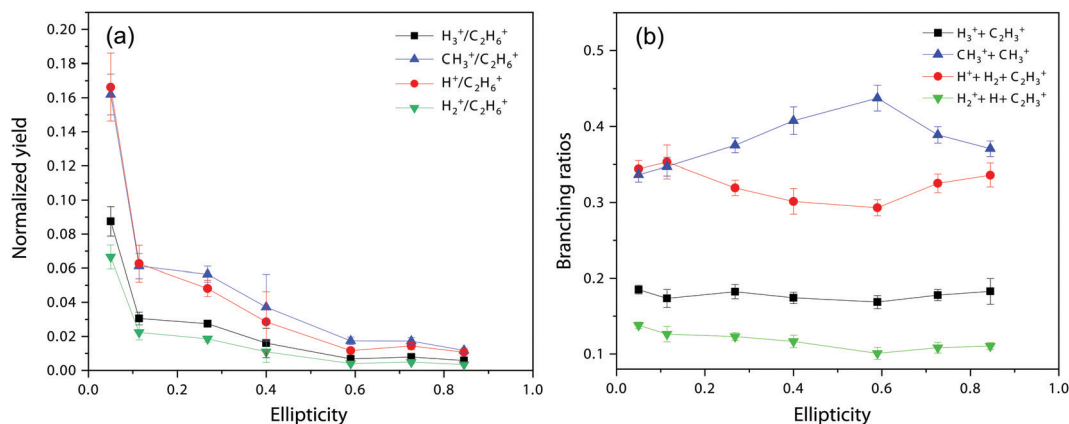 (a)
H₃⁺/C₂H₆⁺
CH₃⁺/C₂H₆⁺
H⁺/C₂H₆⁺
H₂⁺/C₂H₆⁺
Normalized yield
0.20
0.18
0.16
0.14
0.12
0.10
0.08
0.06
0.04
0.02
0.00
0.0 0.2 0.4 0.6 0.8 1.0
Ellipticity
(b)
H₃⁺+ C₂H₃⁺
CH₃⁺+ CH₃⁺
H⁺+ H₂+ C₂H₃⁺
H₂⁺+ H+ C₂H₃⁺
Branching ratios
0.5
0.4
0.3
0.2
0.1
0.0 0.2 0.4 0.6 0.8 1.0
Ellipticity